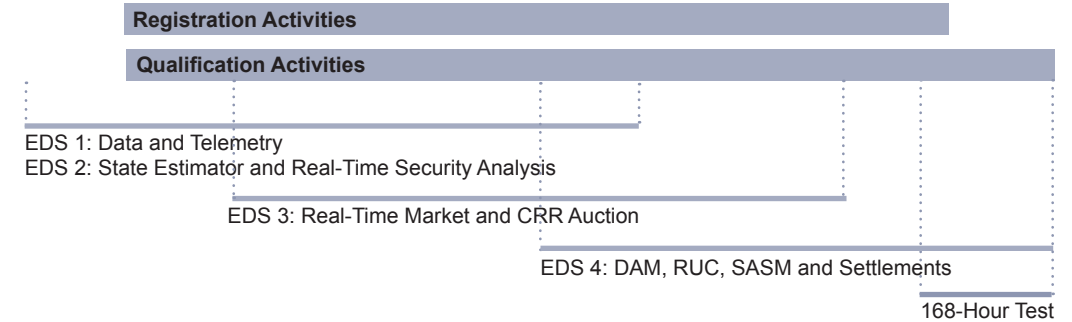 Registration Activities
Qualification Activities
EDS 1: Data and Telemetry
EDS 2: State Estimator and Real-Time Security Analysis
EDS 3: Real-Time Market and CRR Auction
EDS 4: DAM, RUC, SASM and Settlements
168-Hour Test